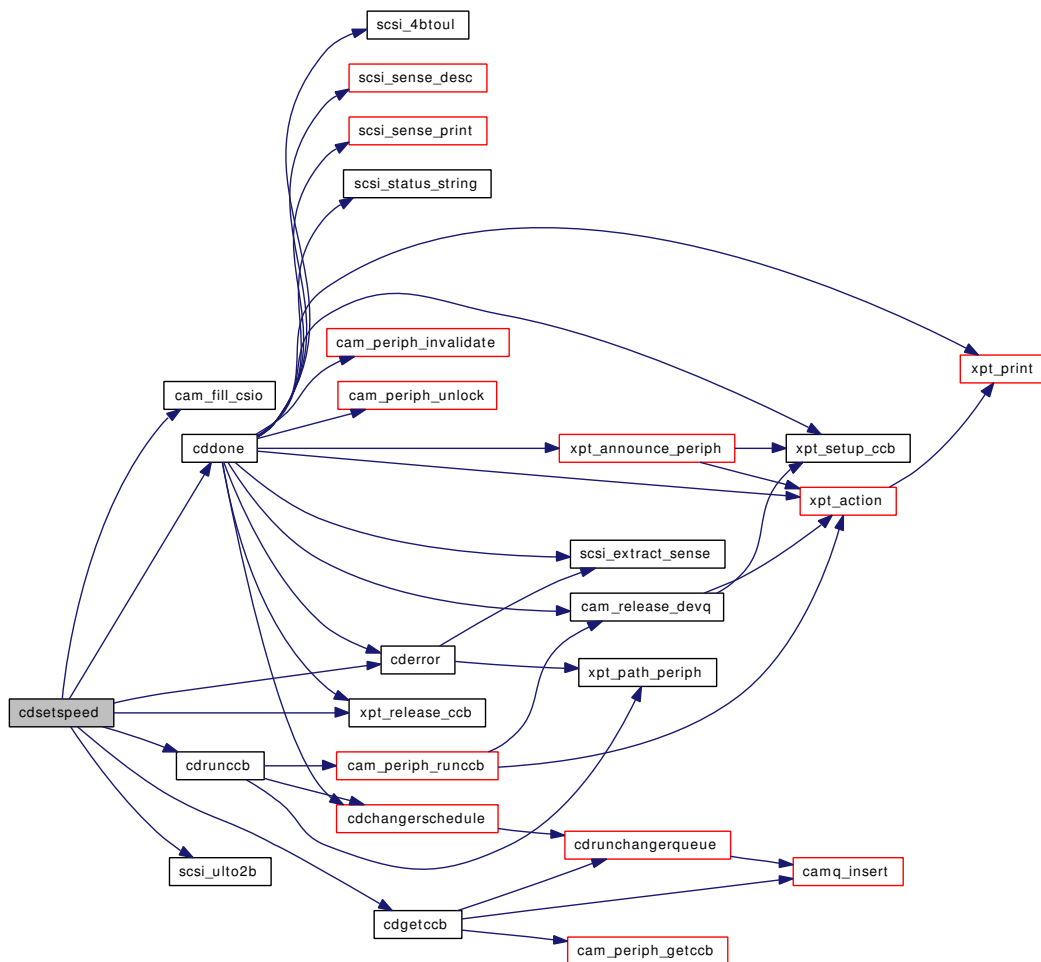 scsi_4btoul
scsi_sense_desc
scsi_sense_print
scsi_status_string
cam_periph_invalidate
xpt_print
cam_fill_csio
cam_periph_unlock
cddone
xpt_announce_periph
xpt_setup_ccb
xpt_action
scsi_extract_sense
cam_release_devq
cderror
xpt_path_periph
cdsetspeed
xpt_release_ccb
cdrunccb
cam_periph_runccb
cdchangerschedule
cdrunchangerqueue
scsi_ulto2b
camq_insert
cdgetccb
cam_periph_getccb